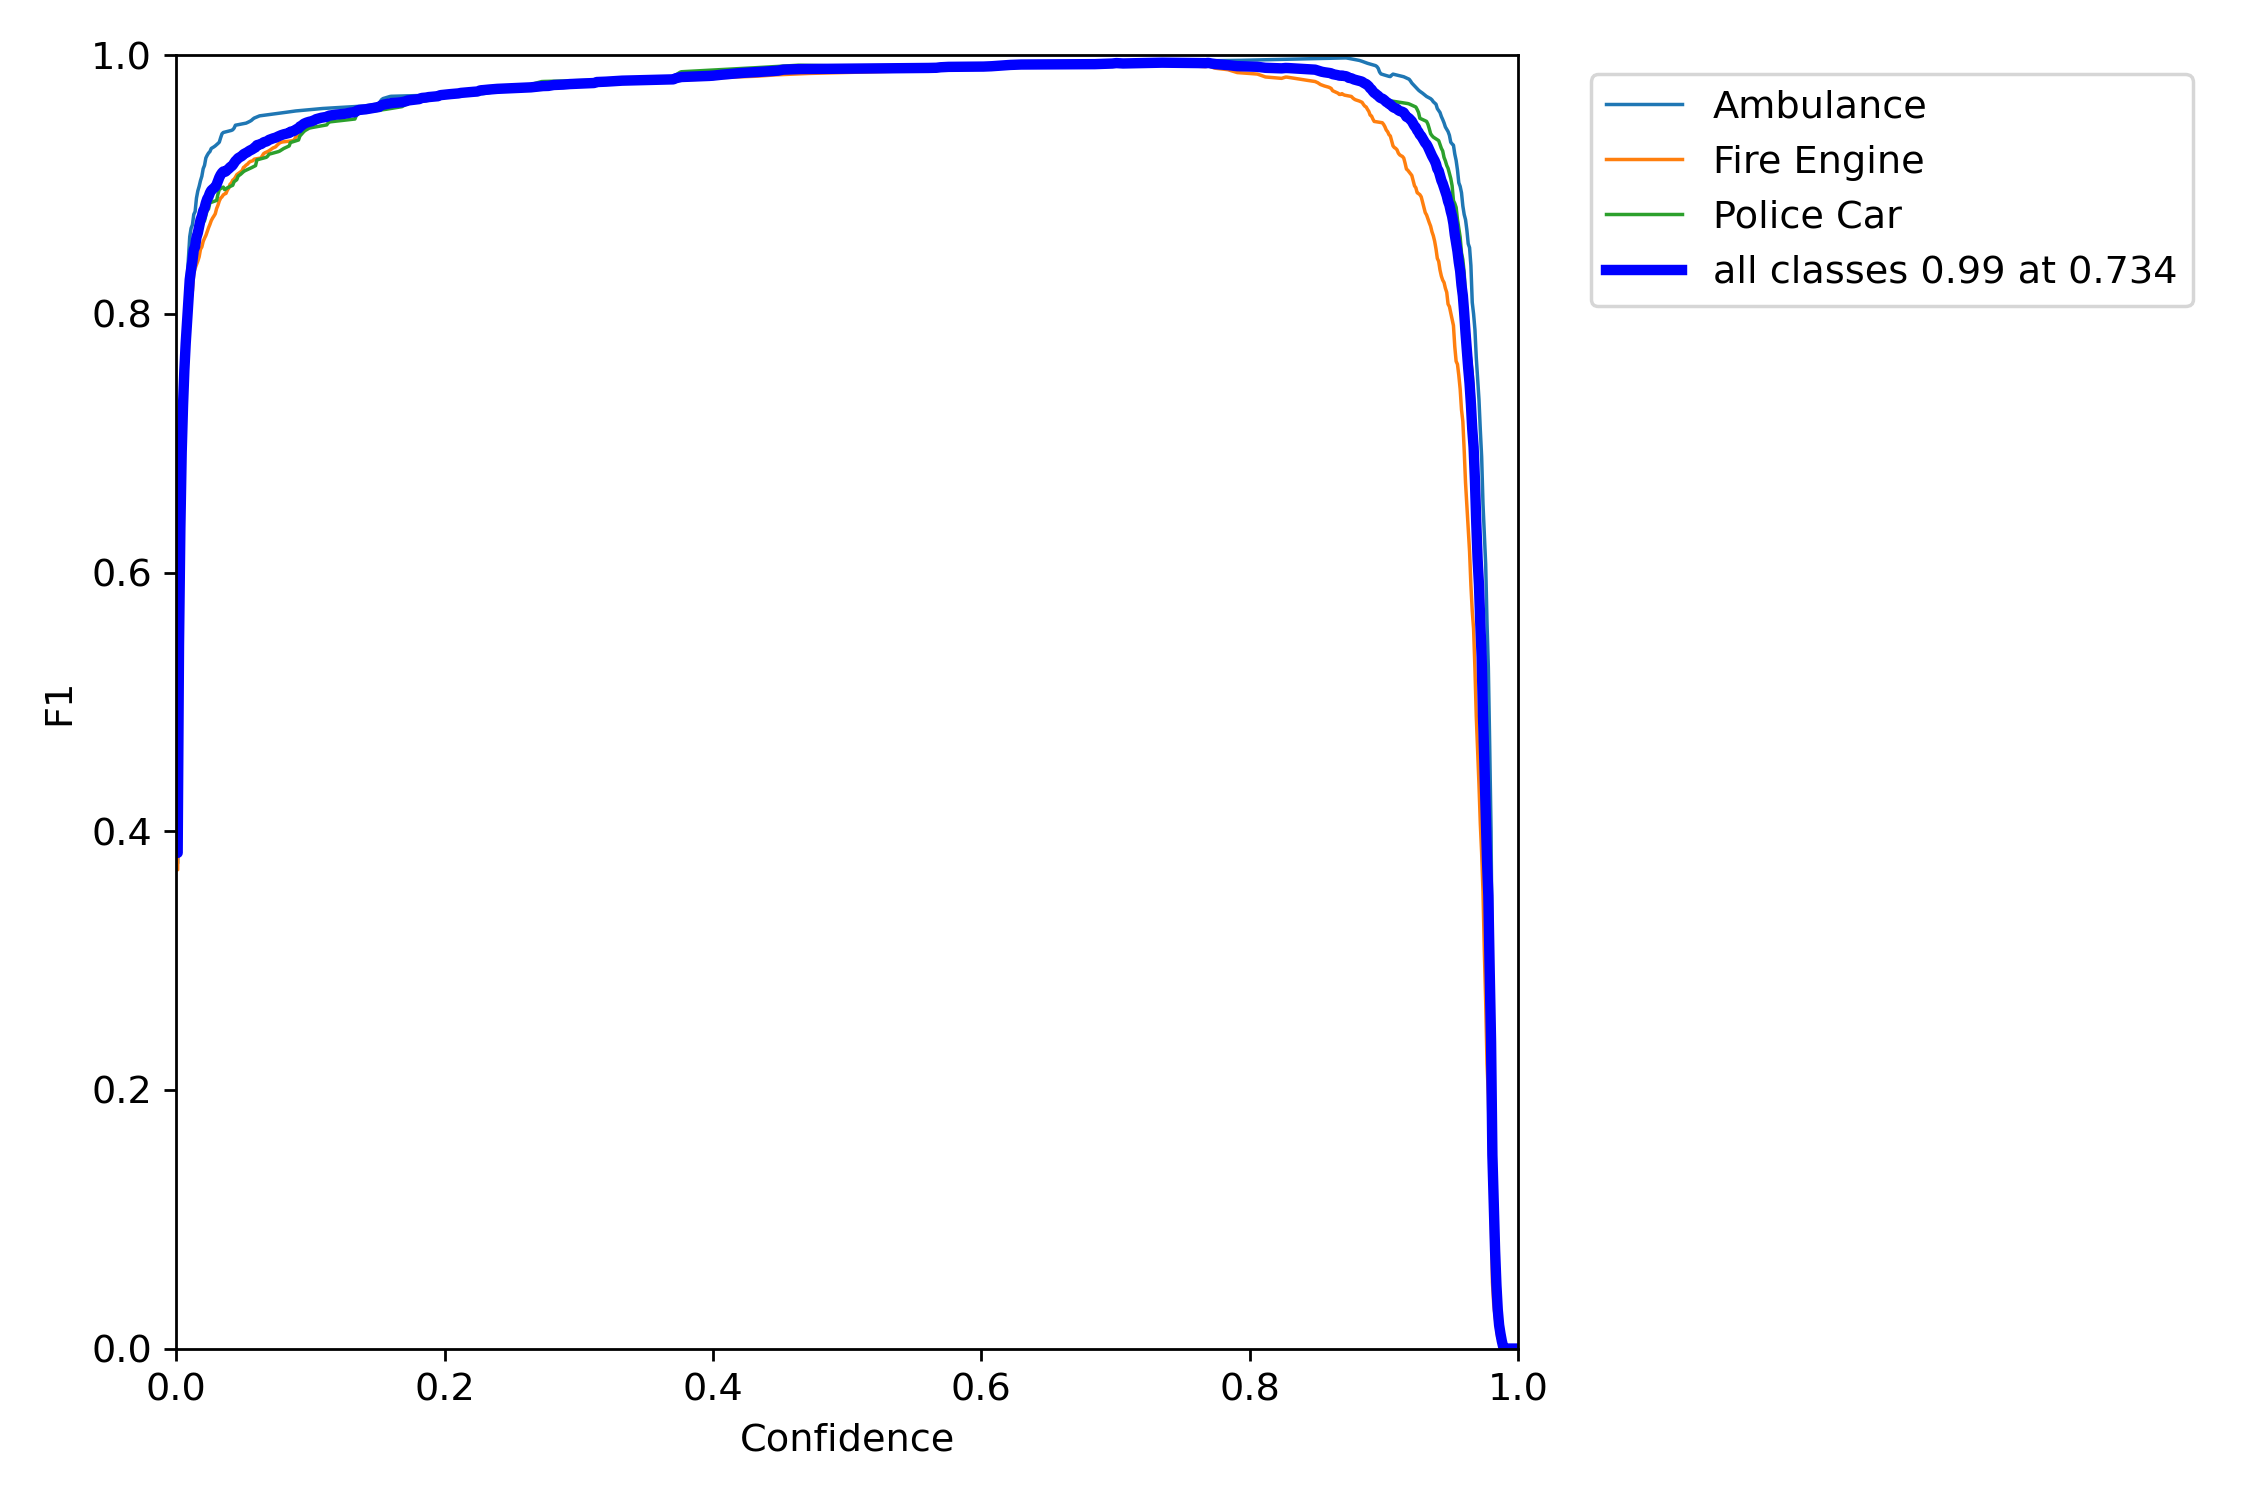 1.0
0.8
0.6
0.4
0.2
0.0
F1
0.0 0.2 0.4 0.6 0.8 1.0
Confidence
Ambulance
Fire Engine
Police Car
all classes 0.99 at 0.734